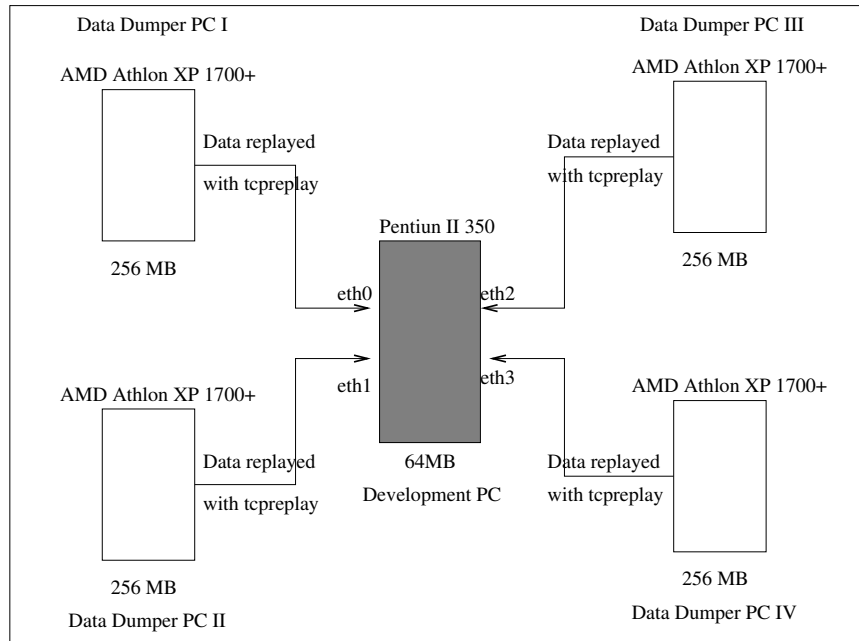 Data Dumper PC I
Data Dumper PC III
AMD Athlon XP 1700+
AMD Athlon XP 1700+
Data replayed
with tcpreplay
Data replayed
with tcpreplay
Pentiun II 350
256 MB
256 MB
eth0
eth2
eth1
eth3
AMD Athlon XP 1700+
AMD Athlon XP 1700+
64MB
Data replayed
with tcpreplay
Data replayed
with tcpreplay
Development PC
256 MB
256 MB
Data Dumper PC II
Data Dumper PC IV